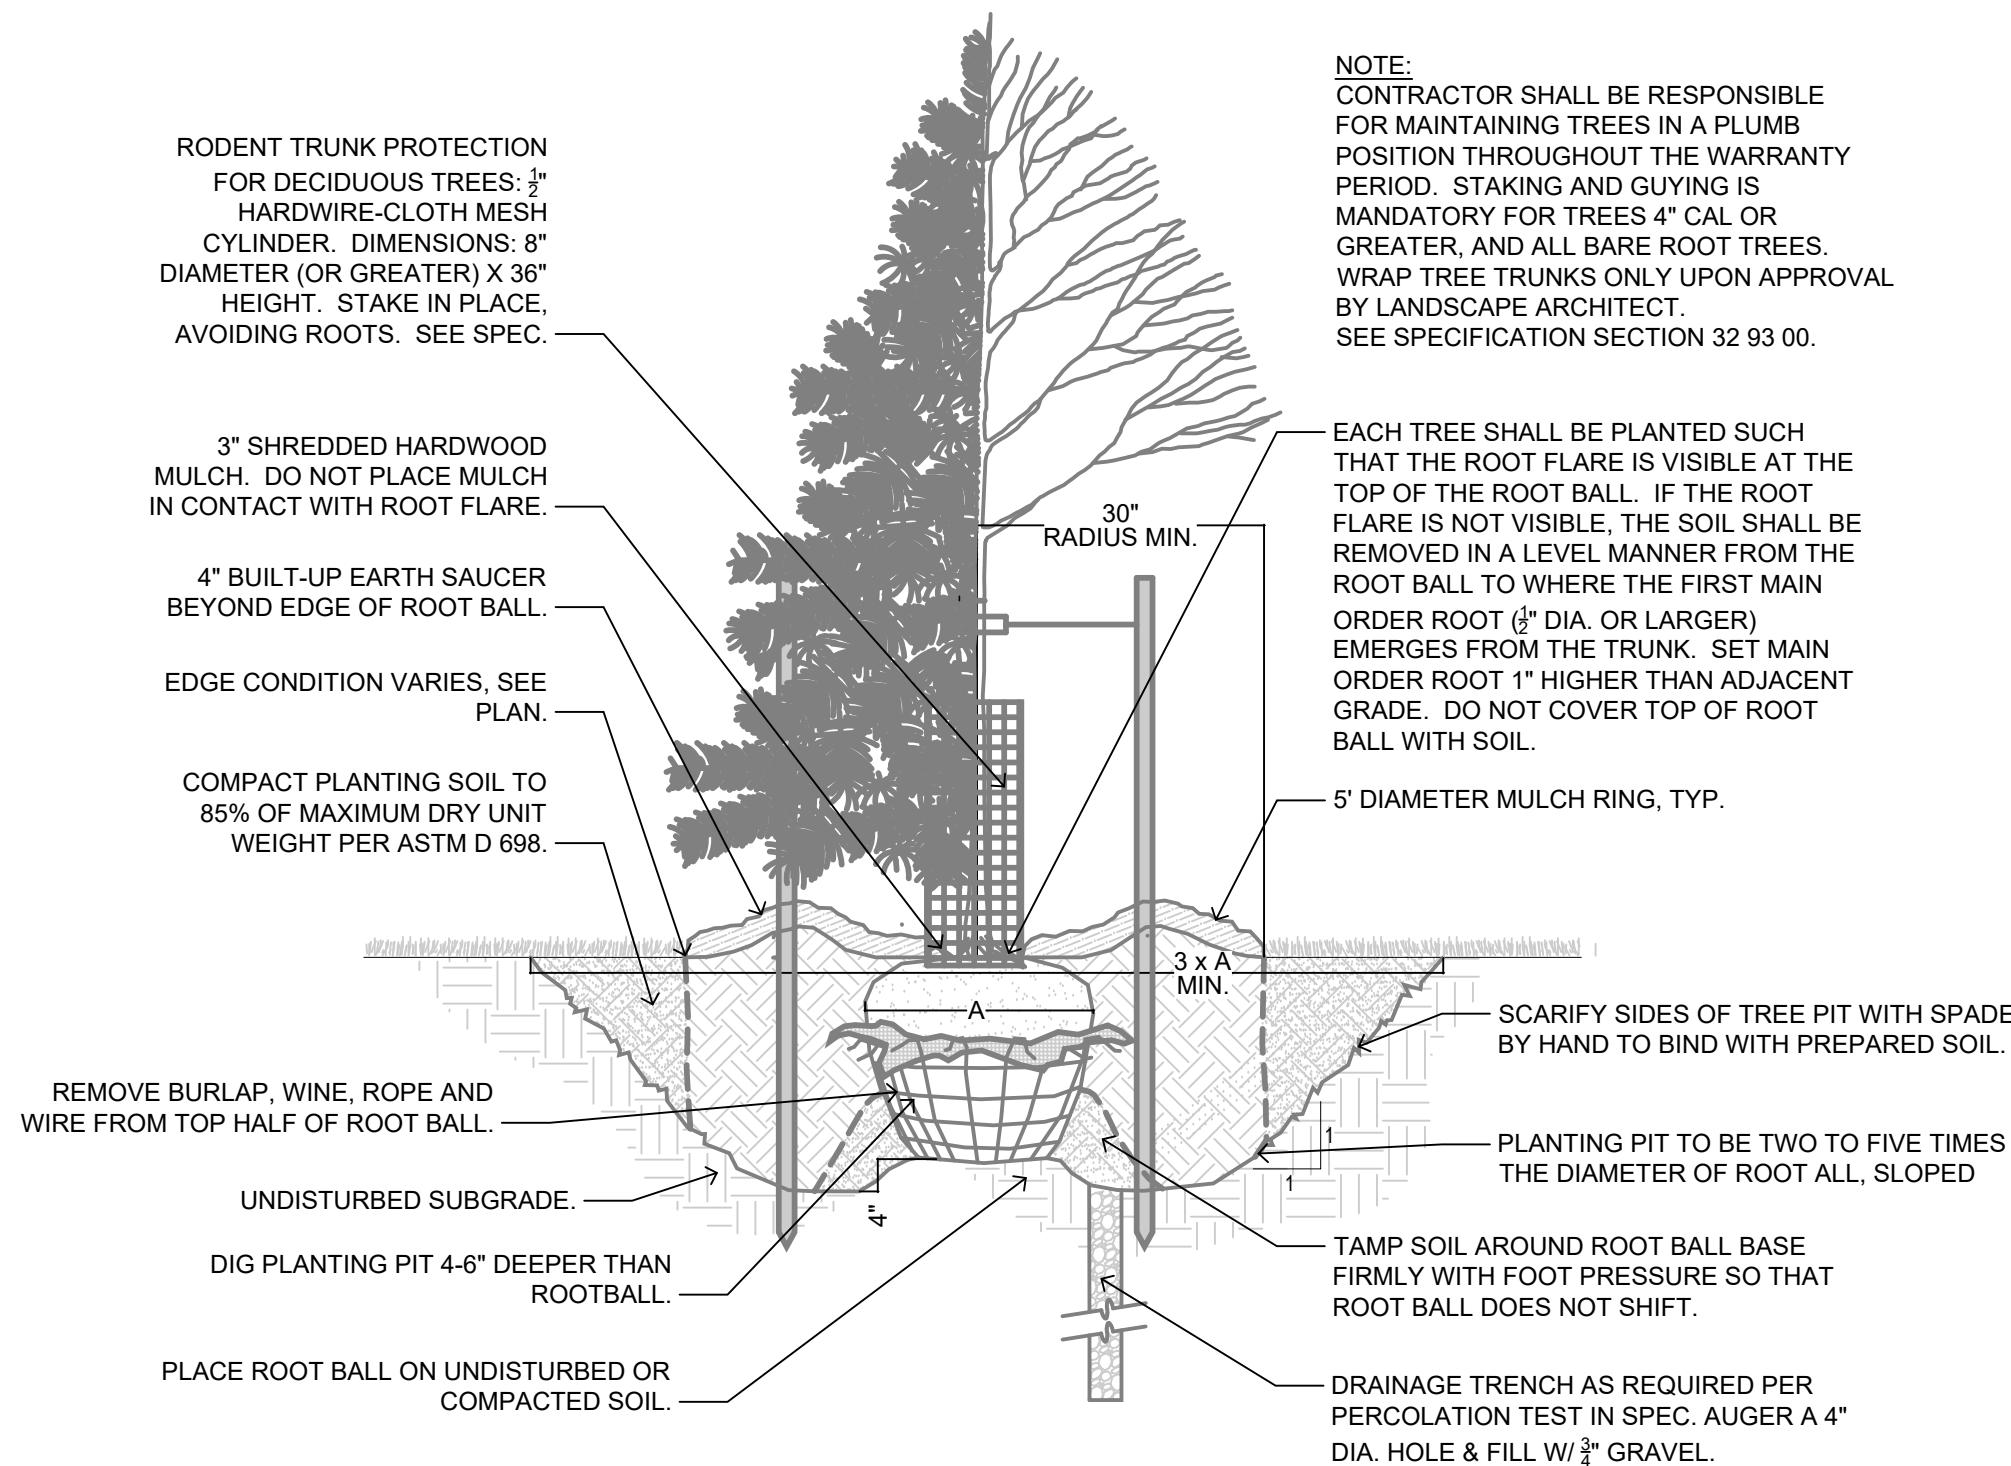 RODENT TRUNK PROTECTION
FOR DECIDUOUS TREES: ½"
HARDWIRE-CLOTH MESH
CYLINDER. DIMENSIONS: 8"
DIAMETER (OR GREATER) X 36"
HEIGHT. STAKE IN PLACE,
AVOIDING ROOTS. SEE SPEC.
3" SHREDDED HARDWOOD
MULCH. DO NOT PLACE MULCH
IN CONTACT WITH ROOT FLARE.
4" BUILT-UP EARTH SAUCER
BEYOND EDGE OF ROOT BALL.
EDGE CONDITION VARIES, SEE
PLAN.
COMPACT PLANTING SOIL TO
85% OF MAXIMUM DRY UNIT
WEIGHT PER ASTM D 698.
REMOVE BURLAP, WINE, ROPE AND
WIRE FROM TOP HALF OF ROOT BALL.
UNDISTURBED SUBGRADE.
DIG PLANTING PIT 4-6" DEEPER THAN
ROOTBALL.
PLACE ROOT BALL ON UNDISTURBED OR
COMPACTED SOIL.
30"
RADIUS MIN.
3 x A
MIN.
A
4"
1
1
NOTE:
CONTRACTOR SHALL BE RESPONSIBLE
FOR MAINTAINING TREES IN A PLUMB
POSITION THROUGHOUT THE WARRANTY
PERIOD. STAKING AND GUYING IS
MANDATORY FOR TREES 4" CAL OR
GREATER, AND ALL BARE ROOT TREES.
WRAP TREE TRUNKS ONLY UPON APPROVAL
BY LANDSCAPE ARCHITECT.
SEE SPECIFICATION SECTION 32 93 00.
EACH TREE SHALL BE PLANTED SUCH
THAT THE ROOT FLARE IS VISIBLE AT THE
TOP OF THE ROOT BALL. IF THE ROOT
FLARE IS NOT VISIBLE, THE SOIL SHALL BE
REMOVED IN A LEVEL MANNER FROM THE
ROOT BALL TO WHERE THE FIRST MAIN
ORDER ROOT (½" DIA. OR LARGER)
EMERGES FROM THE TRUNK. SET MAIN
ORDER ROOT 1" HIGHER THAN ADJACENT
GRADE. DO NOT COVER TOP OF ROOT
BALL WITH SOIL.
5' DIAMETER MULCH RING, TYP.
SCARIFY SIDES OF TREE PIT WITH SPADE
BY HAND TO BIND WITH PREPARED SOIL.
PLANTING PIT TO BE TWO TO FIVE TIMES
THE DIAMETER OF ROOT ALL, SLOPED
TAMP SOIL AROUND ROOT BALL BASE
FIRMLY WITH FOOT PRESSURE SO THAT
ROOT BALL DOES NOT SHIFT.
DRAINAGE TRENCH AS REQUIRED PER
PERCOLATION TEST IN SPEC. AUGER A 4"
DIA. HOLE & FILL W/ ¾" GRAVEL.